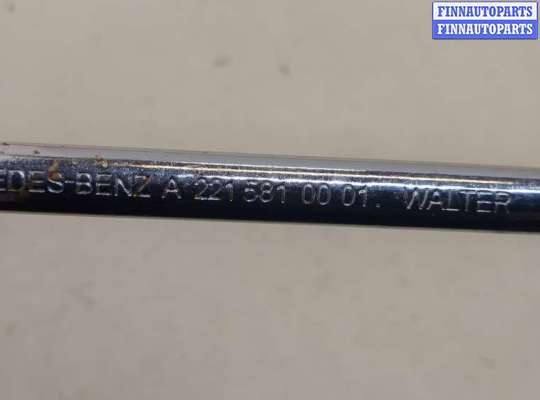 FINNAUTOPARTS
FINNAUTOPARTS
EDES-BENZ A 221 581 00 01. WALTER